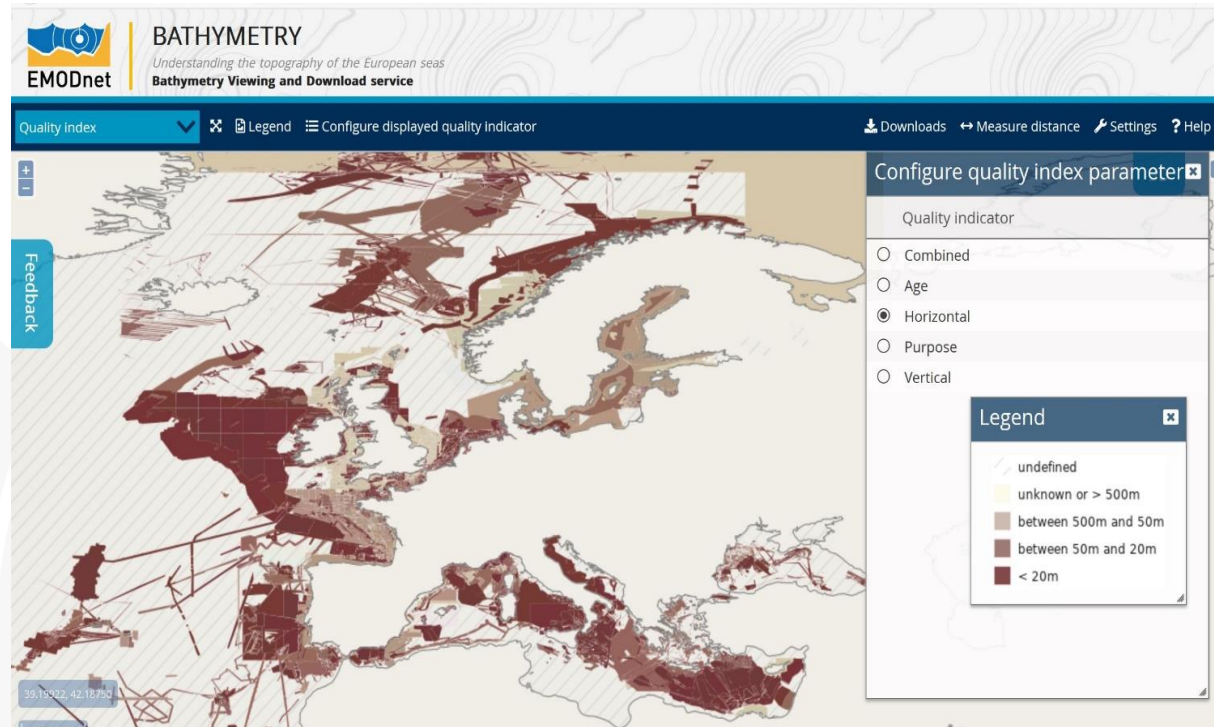 EMODnet
BATHYMETRY
Understanding the topography of the European seas
Bathymetry Viewing and Download service
Quality index
Legend
Configure displayed quality indicator
Downloads
Measure distance
Settings
? Help
+
-
Feedback
Configure quality index parameter
Quality indicator
Combined
Age
Horizontal
Purpose
Vertical
Legend
undefined
unknown or > 500m
between 500m and 50m
between 50m and 20m
< 20m
39.19922, 42.18750